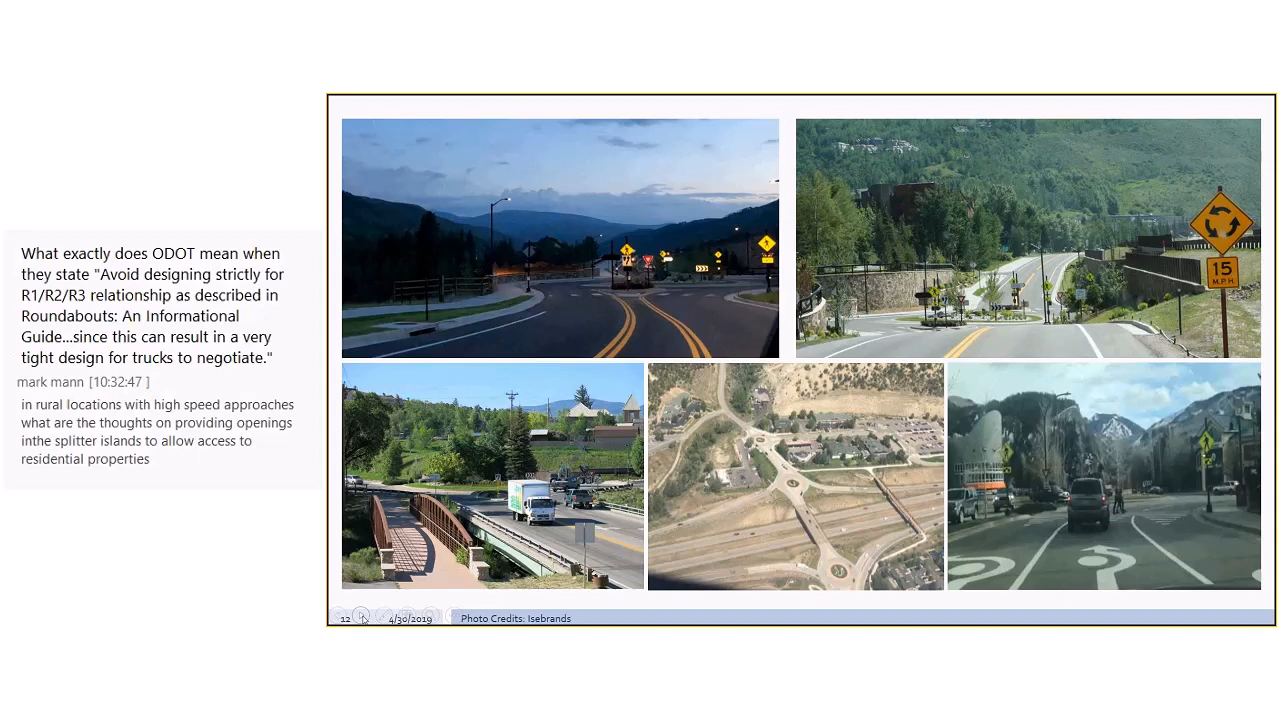 What exactly does ODOT mean when
they state "Avoid designing strictly for
R1/R2/R3 relationship as described in
Roundabouts: An Informational
Guide...since this can result in a very
tight design for trucks to negotiate."
mark mann [10:32:47 ]
in rural locations with high speed approaches
what are the thoughts on providing openings
inthe splitter islands to allow access to
residential properties
15
M.P.H.
12
4/30/2019
Photo Credits: Isebrands